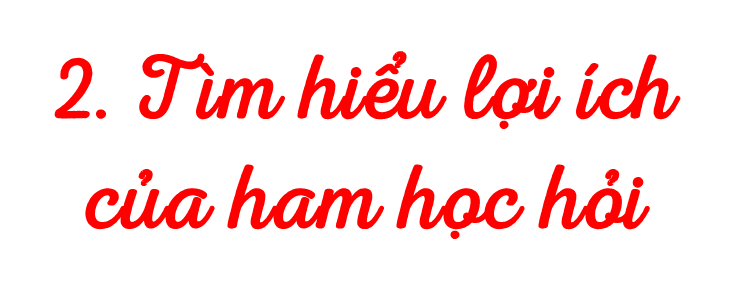 2. Tìm hiểu lợi ích
của ham học hỏi